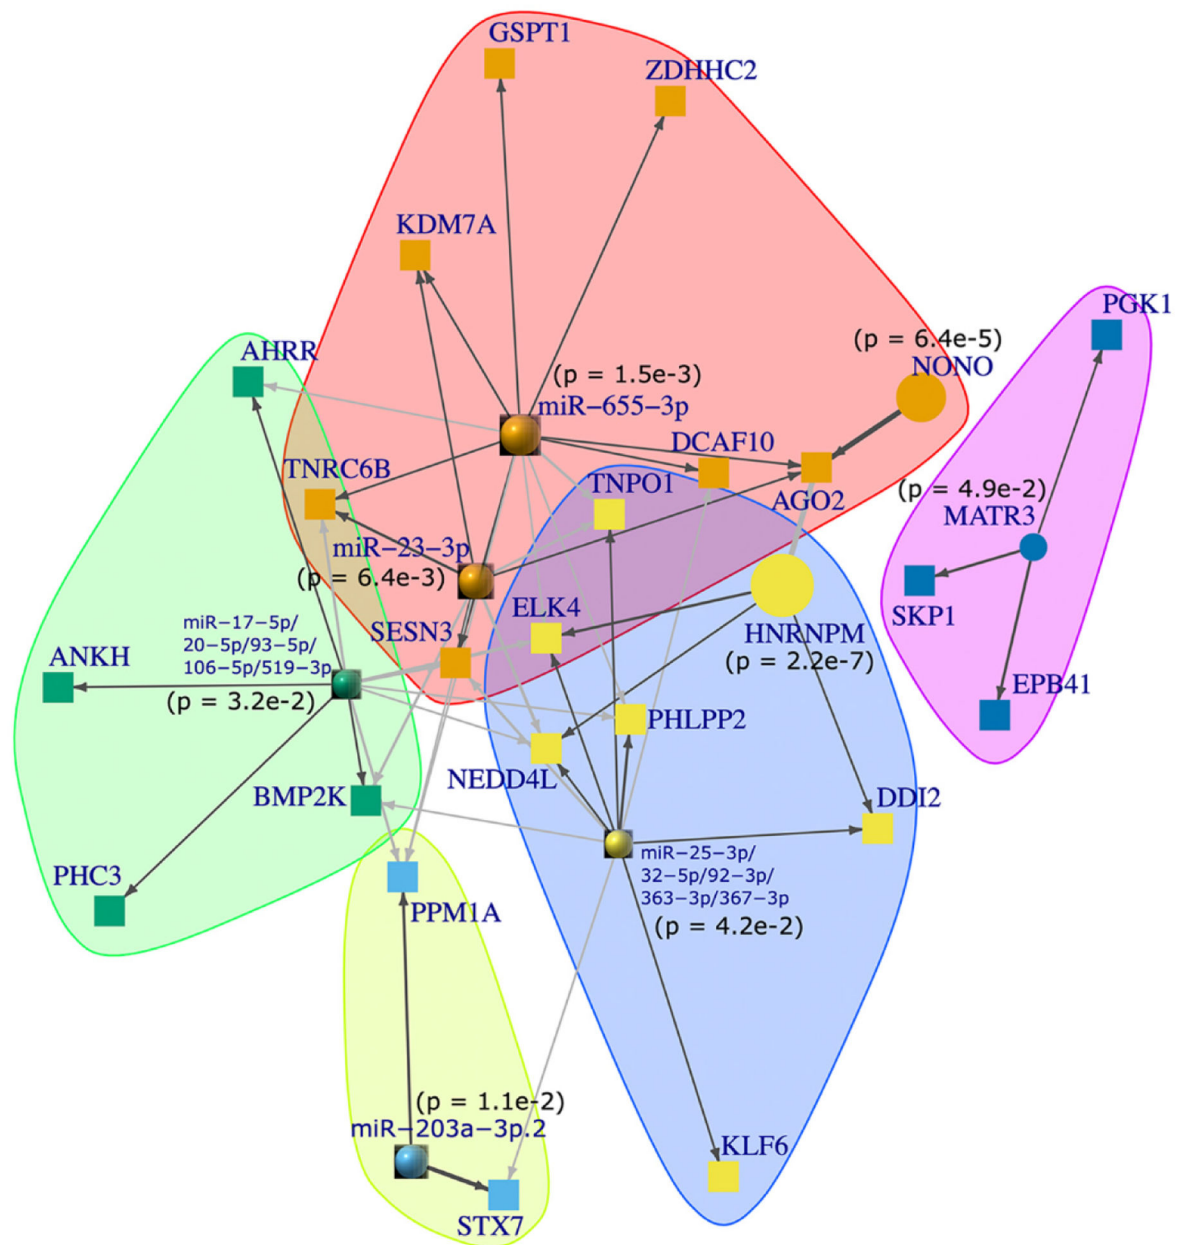 GSPT1
ZDHHC2
KDM7A
PGK1
(p = 6.4e-5)
NONO
AHRR
(p = 1.5e-3)
miR−655−3p
DCAF10
TNRC6B
TNPO1
AGO2
(p = 4.9e-2)
MATR3
miR−23−3p
(p = 6.4e-3)
SKP1
ELK4
HNRNPM
(p = 2.2e-7)
SESN3
miR−17−5p/
20−5p/93−5p/
106−5p/519−3p
(p = 3.2e-2)
ANKH
EPB41
PHLPP2
NEDD4L
BMP2K
DDI2
miR−25−3p/
32−5p/92−3p/
363−3p/367−3p
(p = 4.2e-2)
PHC3
PPM1A
(p = 1.1e-2)
miR−203a−3p.2
KLF6
STX7